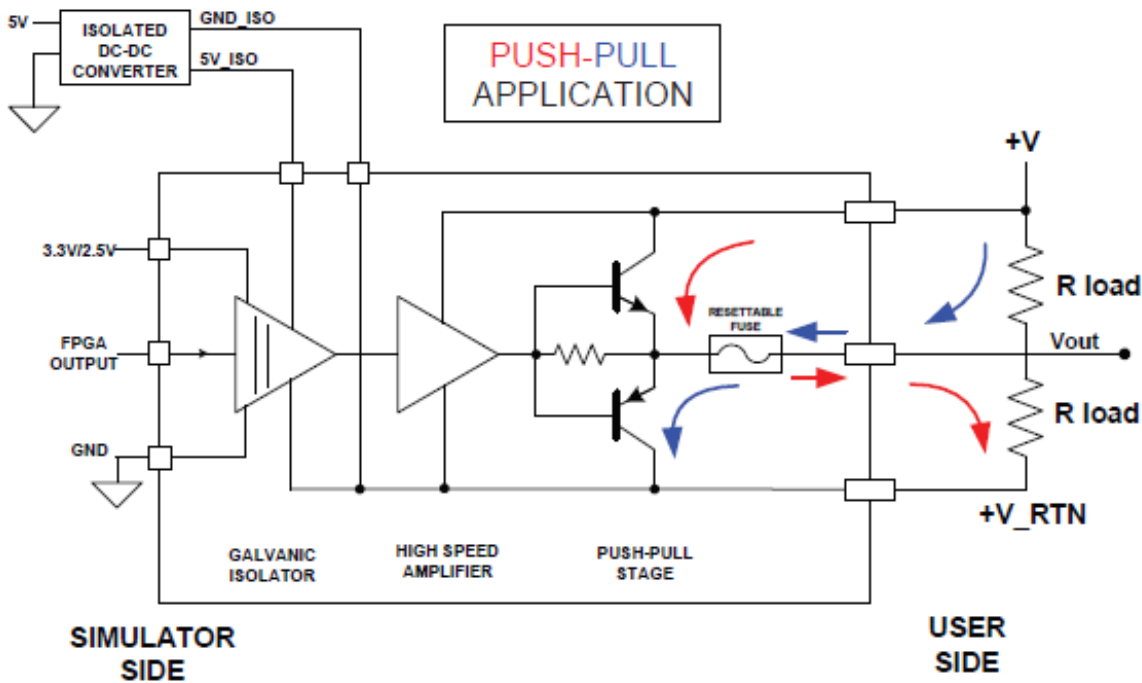 5V
ISOLATED
DC-DC
CONVERTER
GND_ISO
5V_ISO
PUSH-PULL
APPLICATION
+V
3.3V/2.5V
FPGA
OUTPUT
GND
RESETTABLE
FUSE
R load
Vout
R load
+V_RTN
GALVANIC
ISOLATOR
HIGH SPEED
AMPLIFIER
PUSH-PULL
STAGE
SIMULATOR
SIDE
USER
SIDE